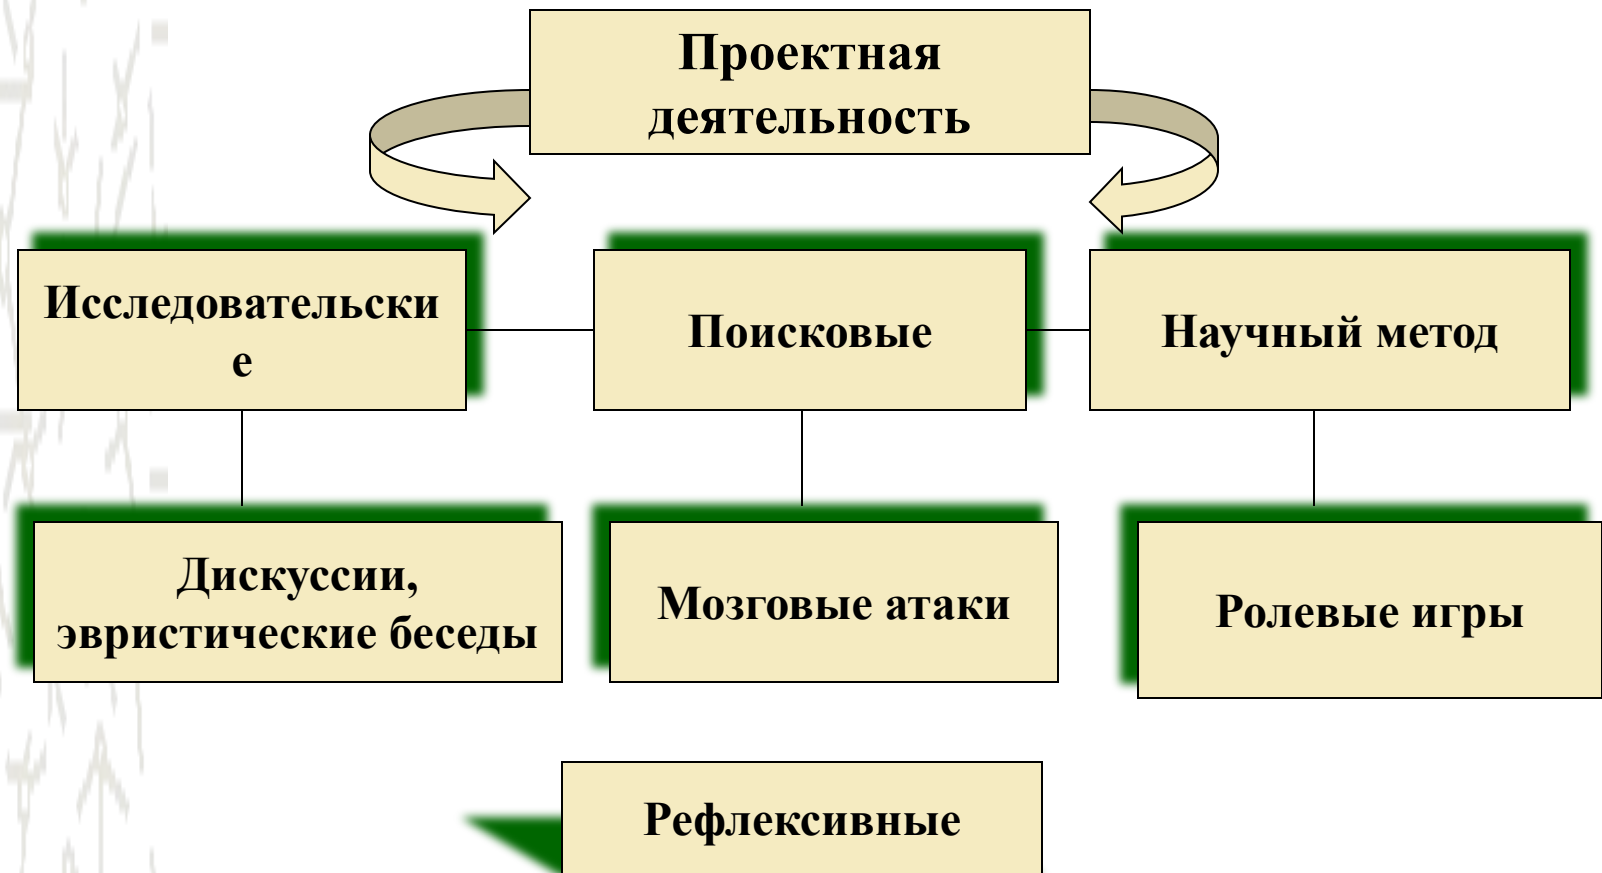 Проектная
деятельность
Исследовательски
е
Поисковые
Научный метод
Дискуссии,
эвристические беседы
Мозговые атаки
Ролевые игры
Рефлексивные